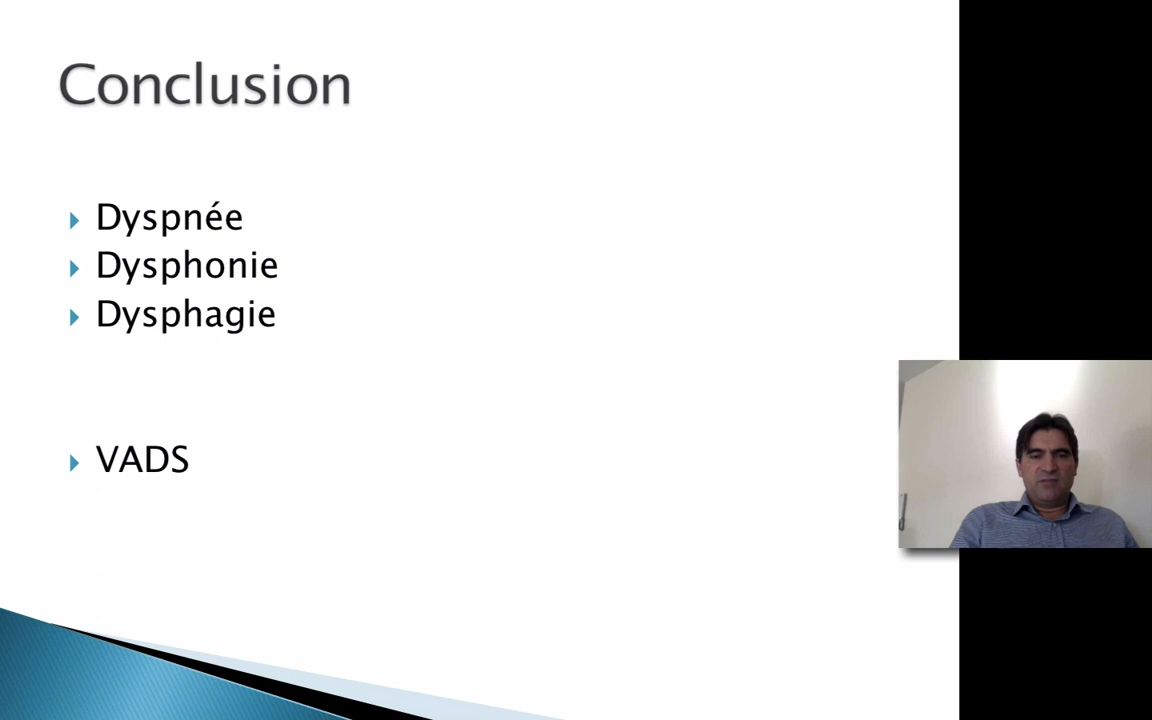 Conclusion
Dyspnée
Dysphonie
Dysphagie
VADS